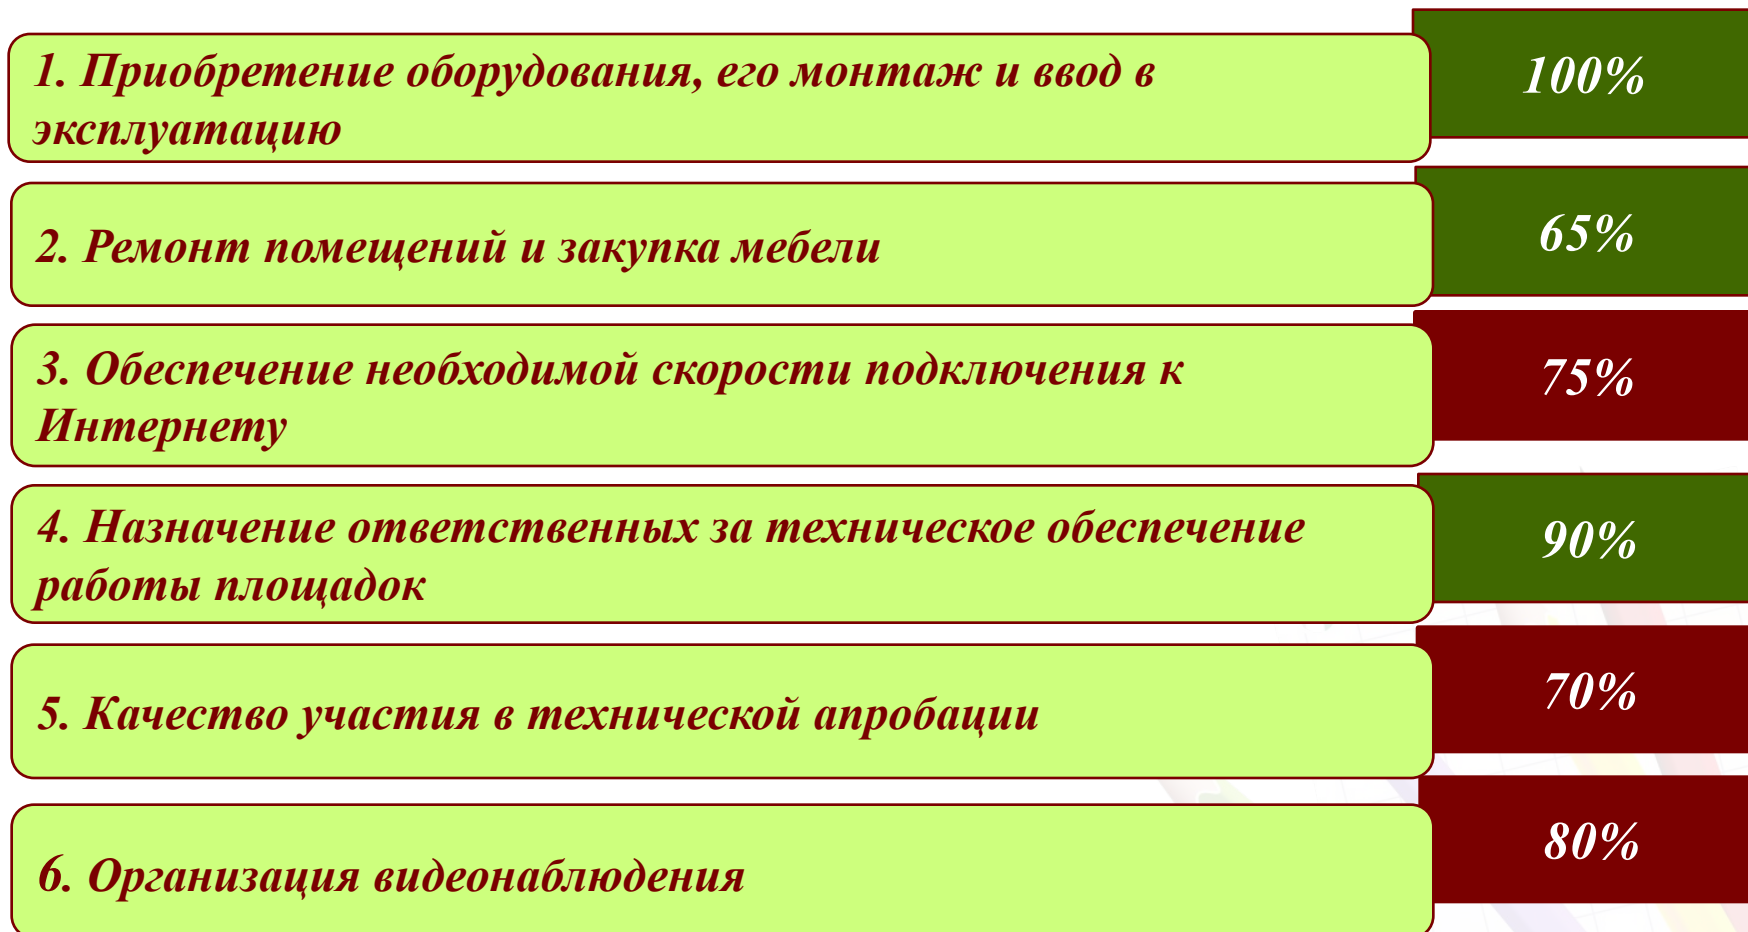 1. Приобретение оборудования, его монтаж и ввод в
эксплуатацию
100%
2. Ремонт помещений и закупка мебели
65%
3. Обеспечение необходимой скорости подключения к
Интернету
75%
4. Назначение ответственных за техническое обеспечение
работы площадок
90%
5. Качество участия в технической апробации
70%
6. Организация видеонаблюдения
80%